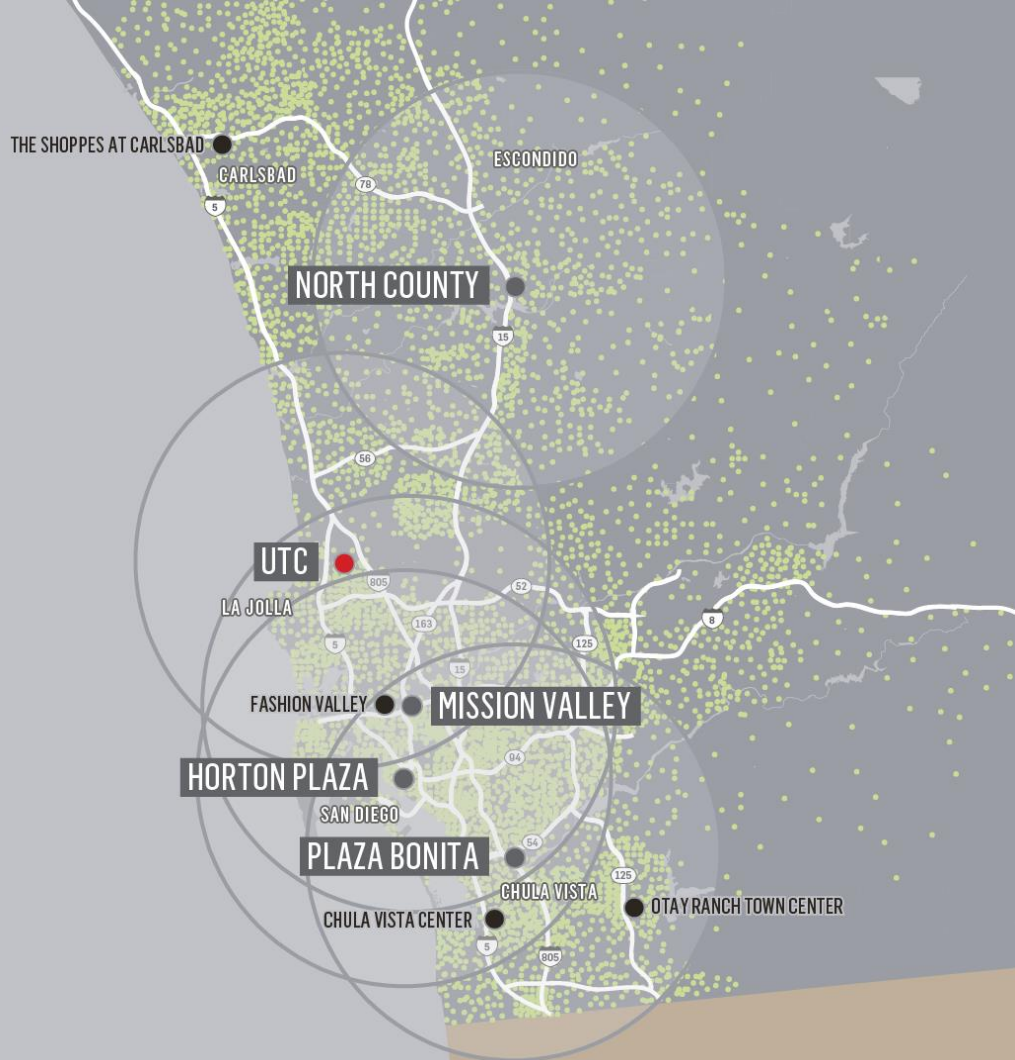 THE SHOPPES AT CARLSBAD
ESCONDIDO
CARLSBAD
78
5
NORTH COUNTY
15
56
UTC
805
52
LA JOLLA
163
8
125
5
15
FASHION VALLEY
MISSION VALLEY
94
HORTON PLAZA
SAN DIEGO
54
PLAZA BONITA
125
CHULA VISTA
OTAY RANCH TOWN CENTER
CHULA VISTA CENTER
5
805